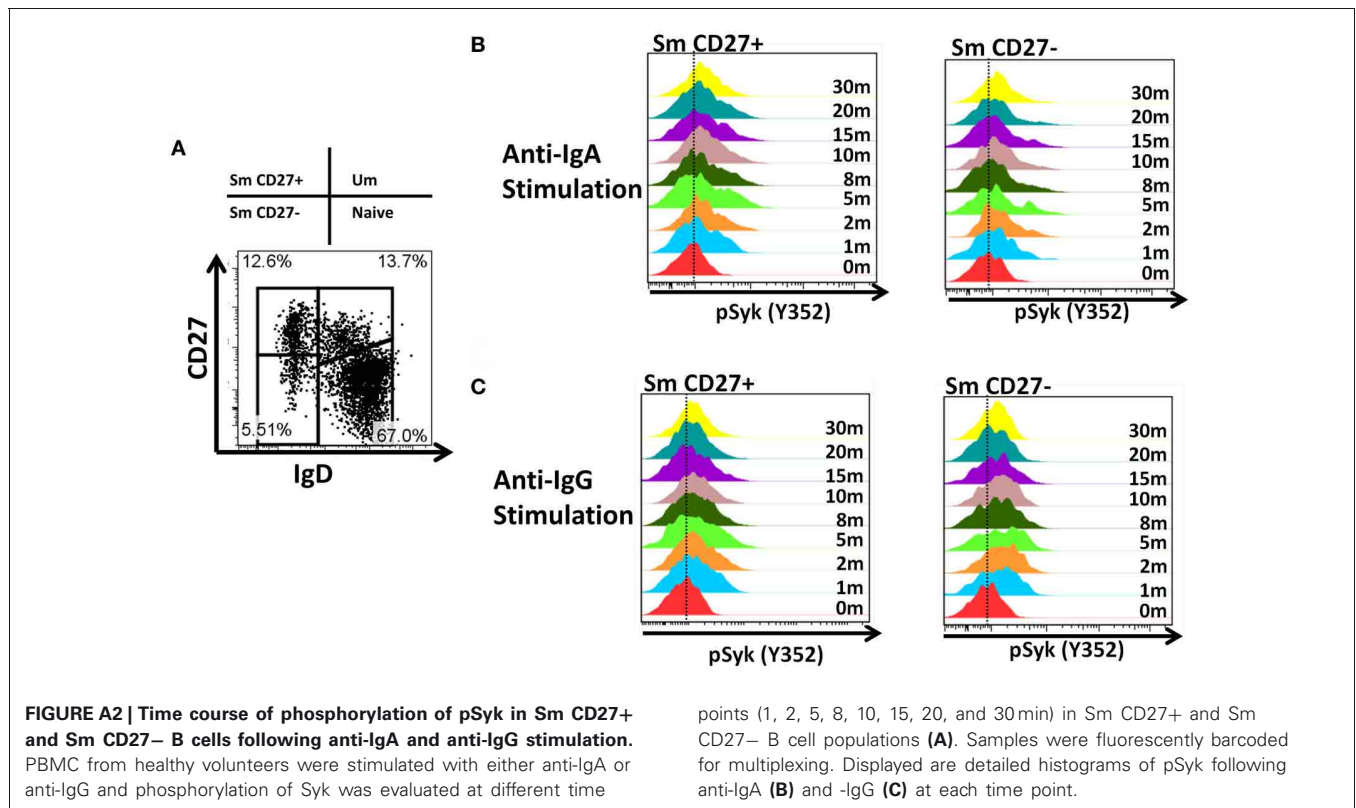 A
Sm CD27+ Um
Sm CD27- Naive
12.6% 13.7%
5.51% 67.0%
CD27
IgD
B
Anti-IgA
Stimulation
Sm CD27+
30m
20m
15m
10m
8m
5m
2m
1m
0m
pSyk (Y352)
Sm CD27-
30m
20m
15m
10m
8m
5m
2m
1m
0m
pSyk (Y352)
C
Anti-IgG
Stimulation
Sm CD27+
30m
20m
15m
10m
8m
5m
2m
1m
0m
pSyk (Y352)
Sm CD27-
30m
20m
15m
10m
8m
5m
2m
1m
0m
pSyk (Y352)
FIGURE A2 | Time course of phosphorylation of pSyk in Sm CD27+
and Sm CD27− B cells following anti-IgA and anti-IgG stimulation.
PBMC from healthy volunteers were stimulated with either anti-IgA or
anti-IgG and phosphorylation of Syk was evaluated at different time
points (1, 2, 5, 8, 10, 15, 20, and 30 min) in Sm CD27+ and Sm
CD27− B cell populations (A). Samples were fluorescently barcoded
for multiplexing. Displayed are detailed histograms of pSyk following
anti-IgA (B) and -IgG (C) at each time point.